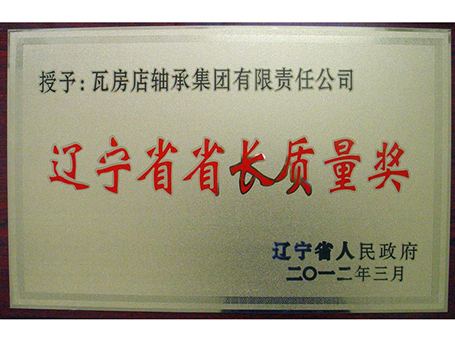 授予：瓦房店轴承集团有限责任公司
辽宁省省长质量奖
辽宁省人民政府
二〇一二年三月